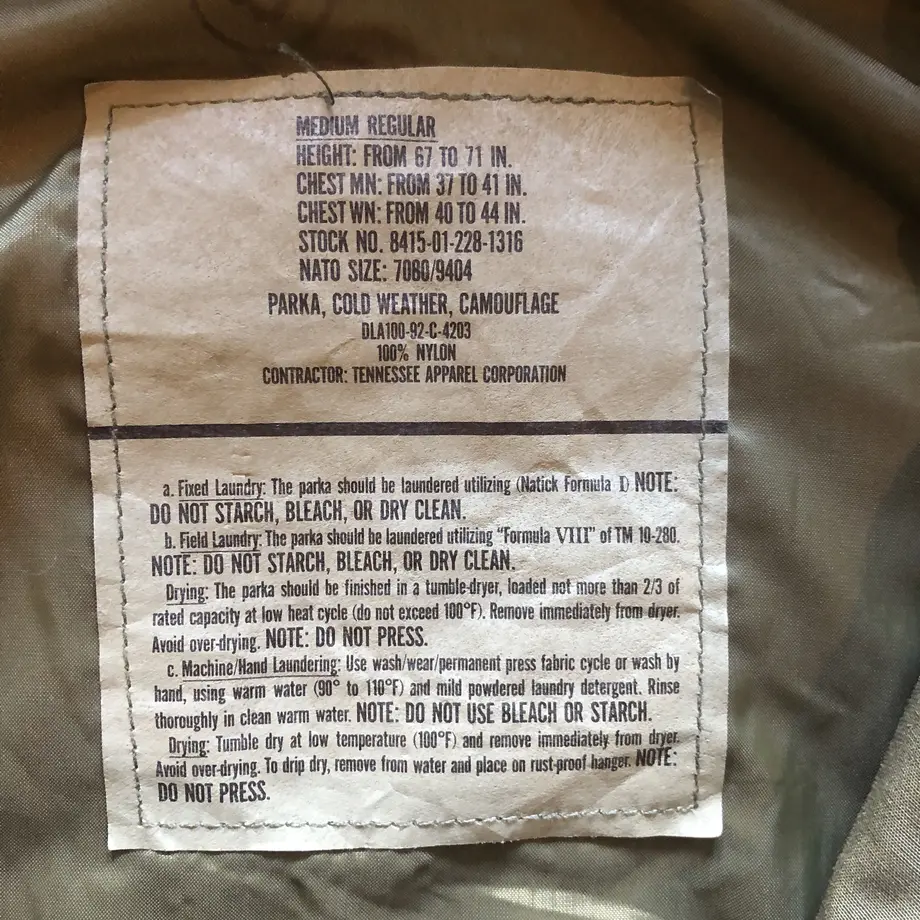 MEDIUM REGULAR
HEIGHT: FROM 67 TO 71 IN.
CHEST MN: FROM 37 TO 41 IN.
CHEST WN: FROM 40 TO 44 IN.
STOCK NO. 8415-01-228-1316
NATO SIZE: 7080/9404
PARKA, COLD WEATHER, CAMOUFLAGE
DLA100-92-C-4203
100% NYLON
CONTRACTOR: TENNESSEE APPAREL CORPORATION
a. Fixed Laundry: The parka should be laundered utilizing (Natick Formula I) NOTE:
DO NOT STARCH, BLEACH, OR DRY CLEAN.
b. Field Laundry: The parka should be laundered utilizing "Formula VIII" of TM 10-280.
NOTE: DO NOT STARCH, BLEACH, OR DRY CLEAN.
Drying: The parka should be finished in a tumble-dryer, loaded not more than 2/3 of
rated capacity at low heat cycle (do not exceed 100°F). Remove immediately from dryer.
Avoid over-drying. NOTE: DO NOT PRESS.
c. Machine/Hand Laundering: Use wash/wear/permanent press fabric cycle or wash by
hand, using warm water (90° to 110°F) and mild powdered laundry detergent. Rinse
thoroughly in clean warm water. NOTE: DO NOT USE BLEACH OR STARCH.
Drying: Tumble dry at low temperature (100°F) and remove immediately from dryer.
Avoid over-drying. To drip dry, remove from water and place on rust-proof hanger. NOTE:
DO NOT PRESS.